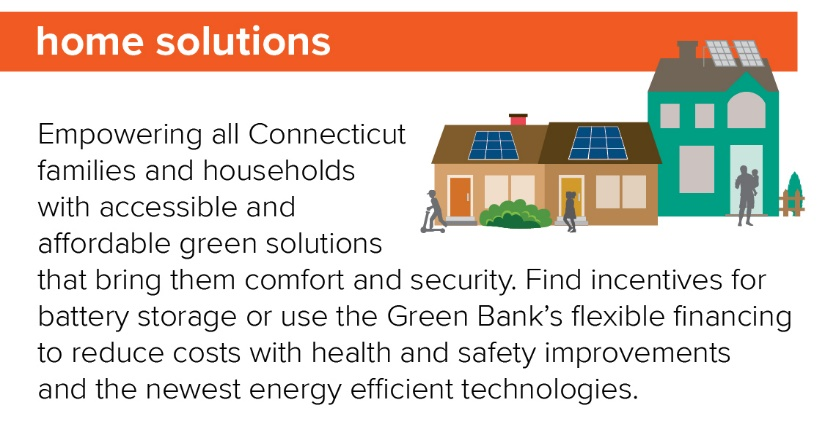 home solutions
Empowering all Connecticut
families and households
with accessible and
affordable green solutions
that bring them comfort and security. Find incentives for
battery storage or use the Green Bank’s flexible financing
to reduce costs with health and safety improvements
and the newest energy efficient technologies.